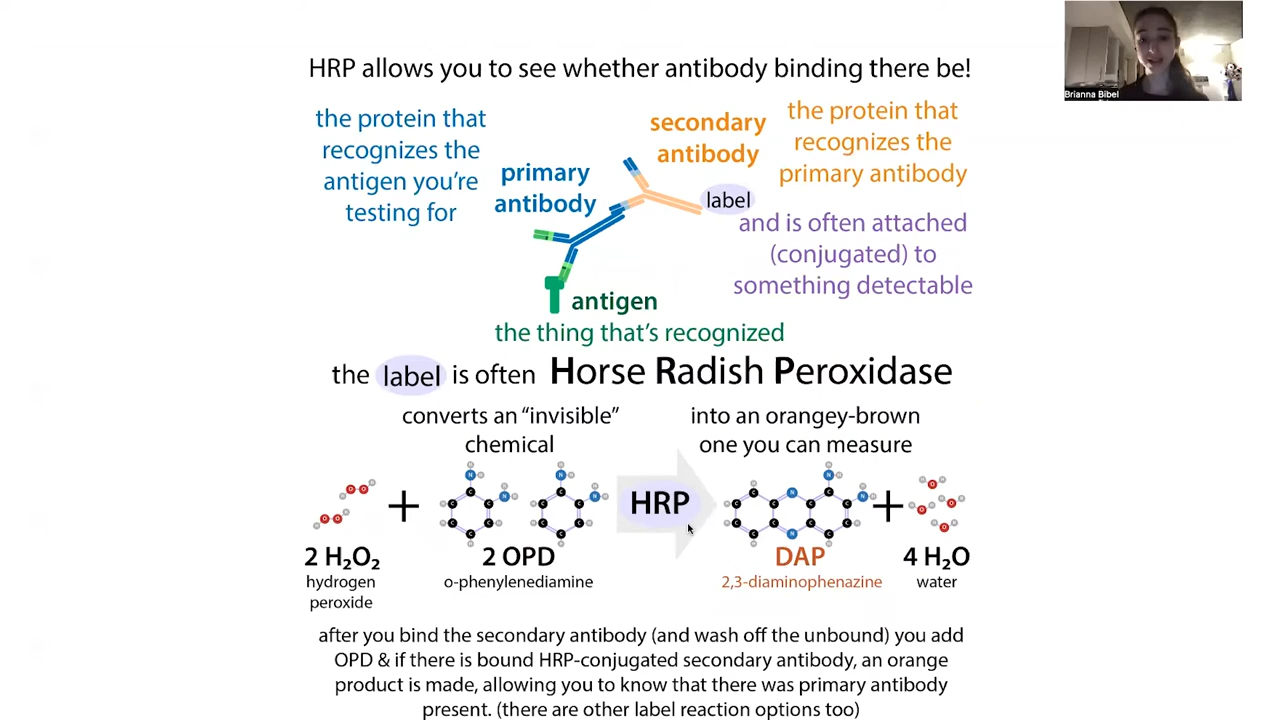 HRP allows you to see whether antibody binding there be!
Brianna Bibel
the protein that
recognizes the
antigen you're
testing for
primary
antibody
secondary
antibody
the protein that
recognizes the
primary antibody
label
and is often attached
(conjugated) to
something detectable
antigen
the thing that's recognized
the label is often Horse Radish Peroxidase
converts an "invisible"
chemical
into an orangey-brown
one you can measure
+
HRP
+
2 H₂O₂
hydrogen
peroxide
2 OPD
o-phenylenediamine
DAP
2,3-diaminophenazine
4 H₂O
water
after you bind the secondary antibody (and wash off the unbound) you add
OPD & if there is bound HRP-conjugated secondary antibody, an orange
product is made, allowing you to know that there was primary antibody
present. (there are other label reaction options too)